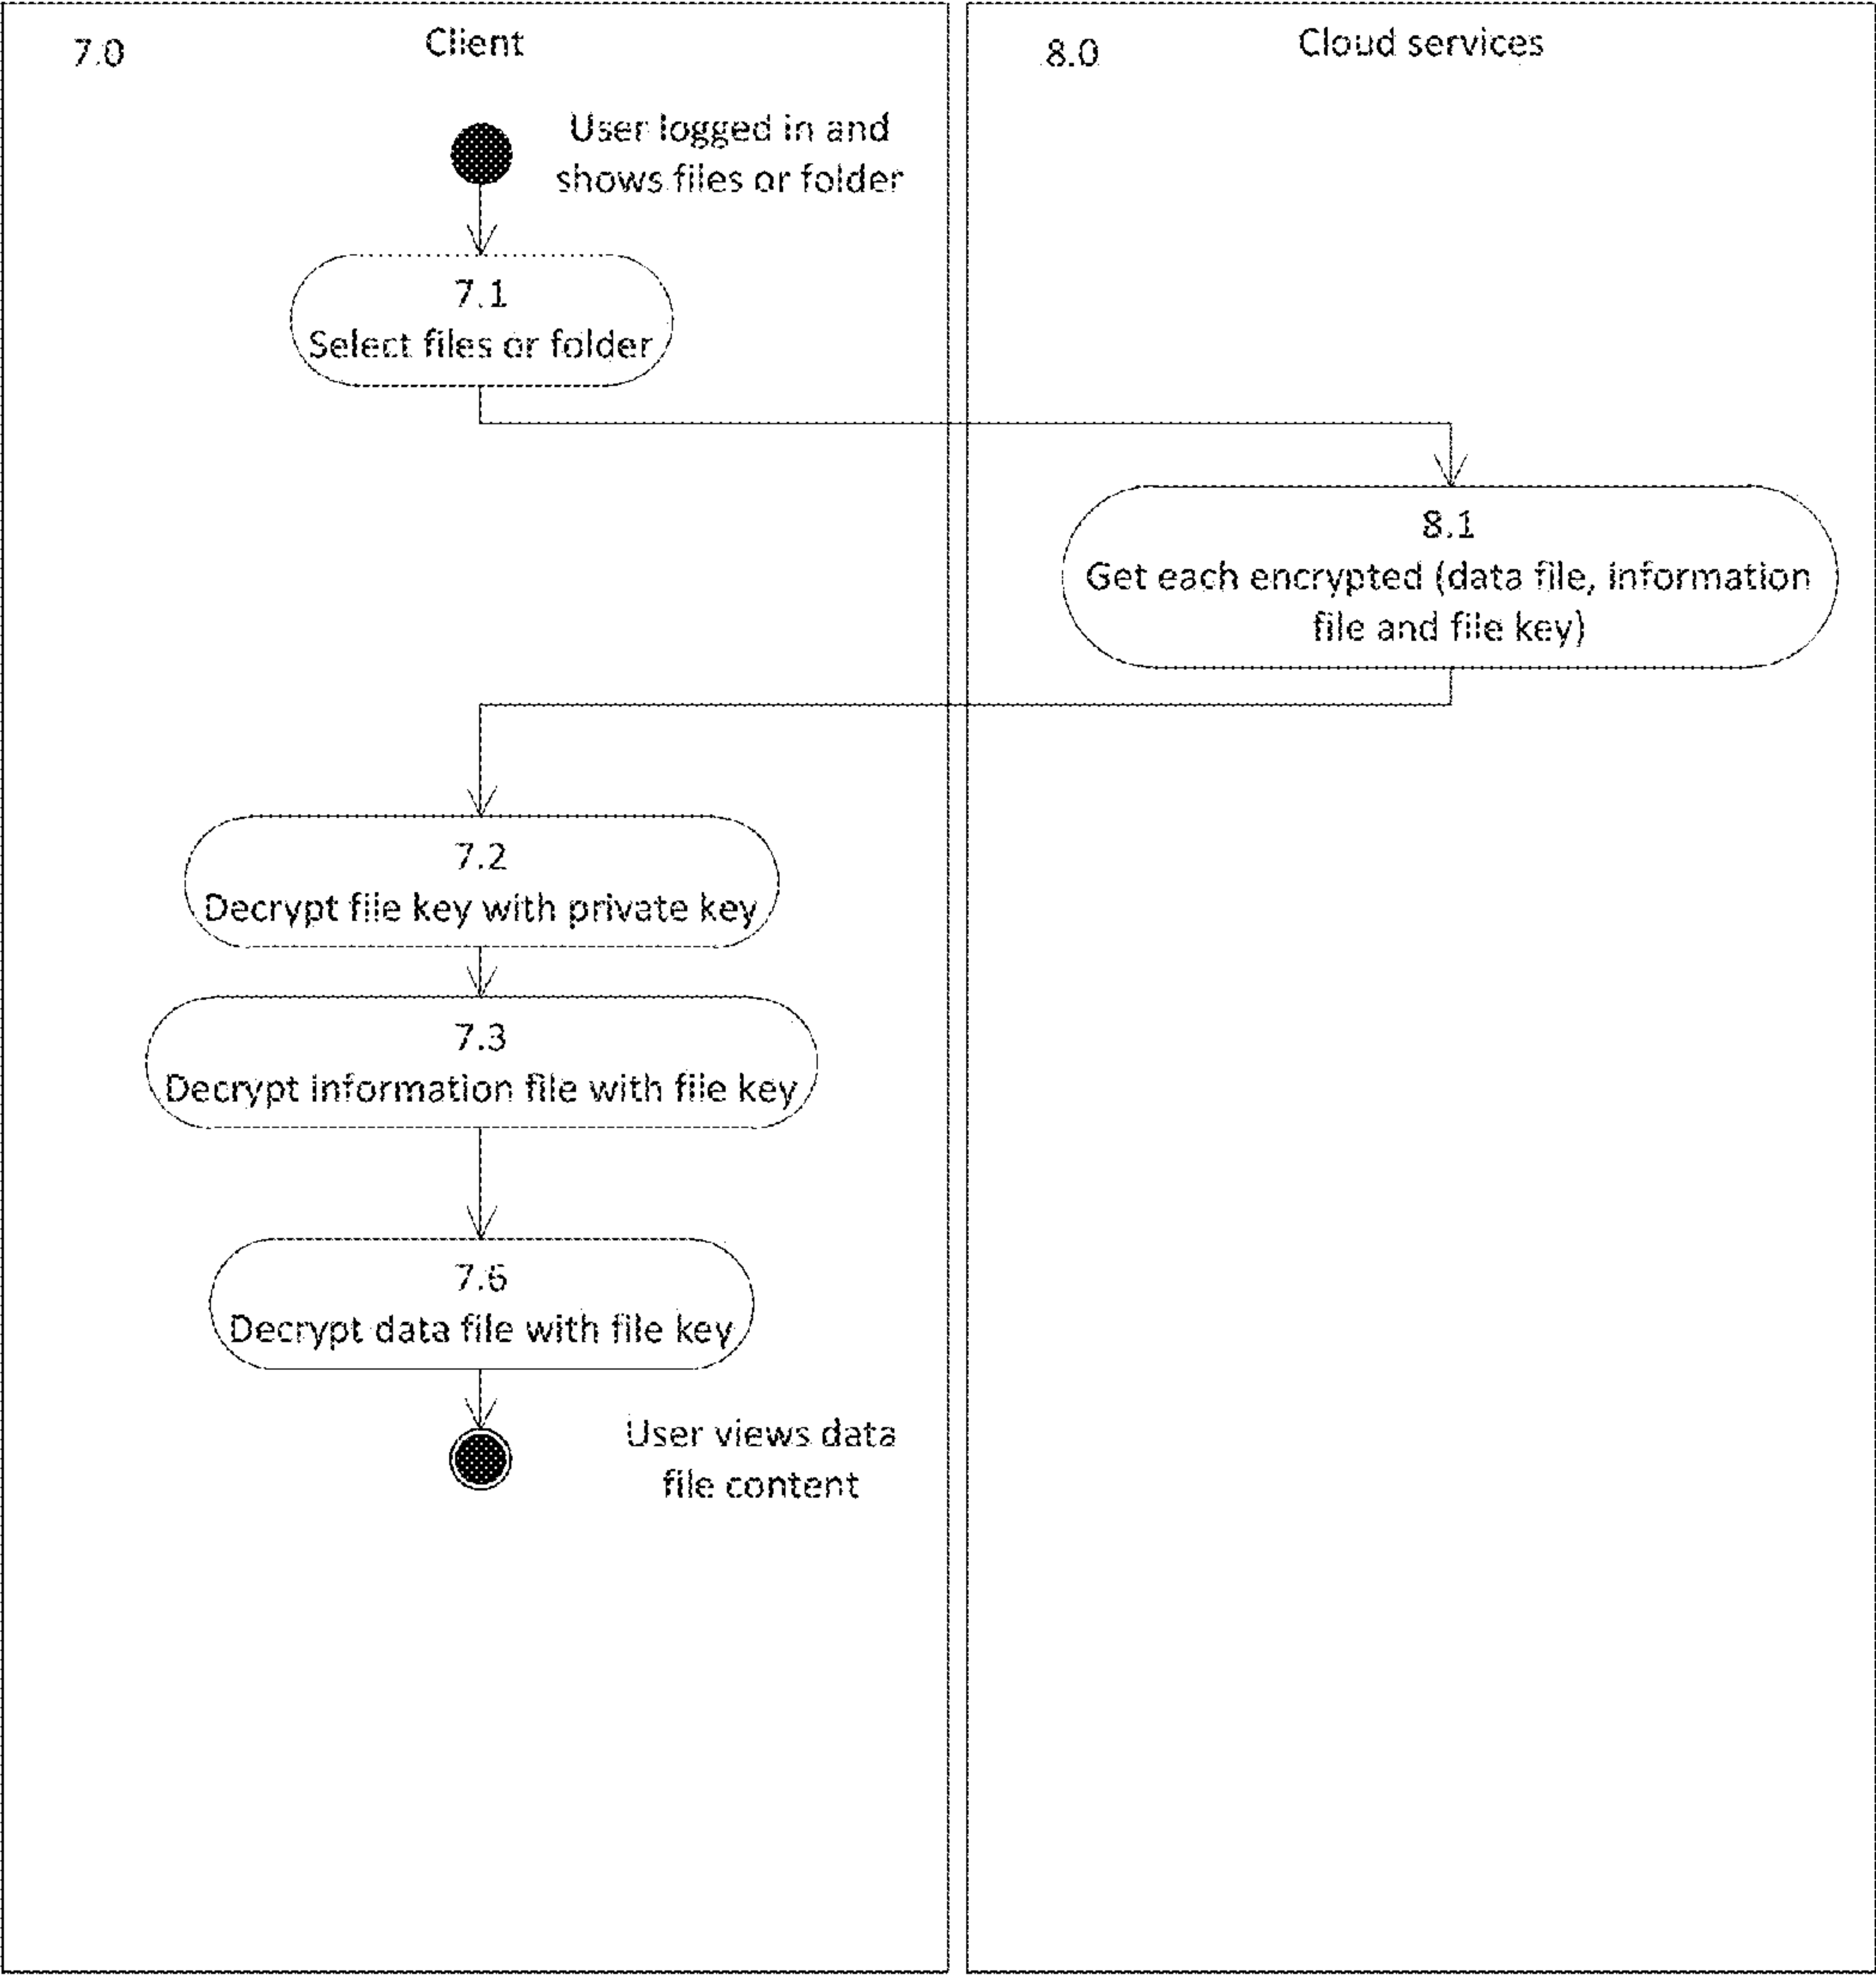 7.0
Client
8.0
Cloud services
User logged in and
shows files or folder
7.1
Select files or folder
8.1
Get each encrypted (data file, information
file and file key)
7.2
Decrypt file key with private key
7.3
Decrypt information file with file key
7.6
Decrypt data file with file key
User views data
file content